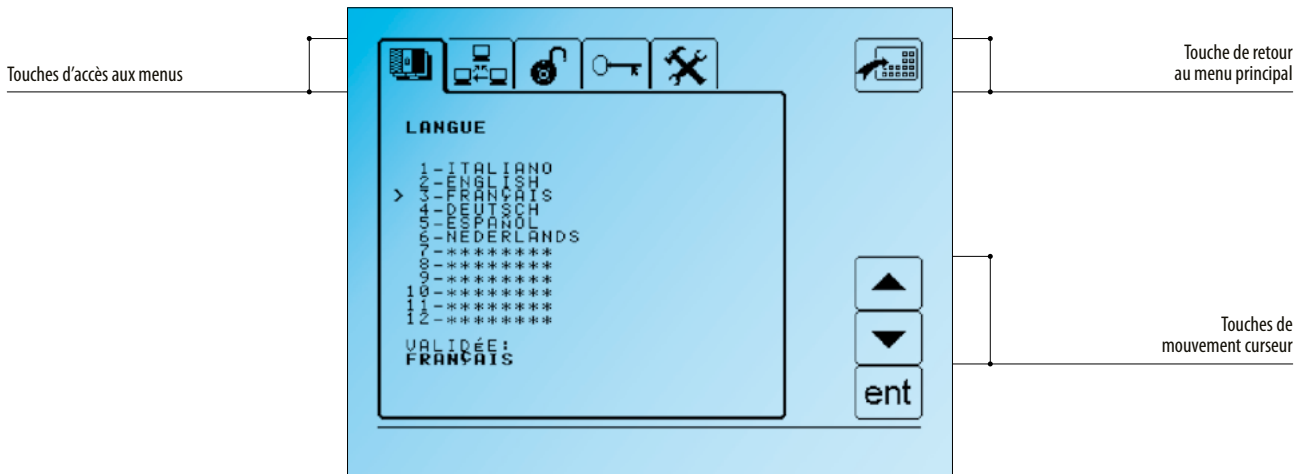 Touches d’accès aux menus
Touche de retour
au menu principal
LANGUE
1-ITALIANO
2-ENGLISH
> 3-FRANÇAIS
4-DEUTSCH
5-ESPAÑOL
6-NEDERLANDS
7-********
8-********
9-********
10-********
11-********
12-********
VALIDéE:
FRANÇAIS
ent
Touches de
mouvement curseur